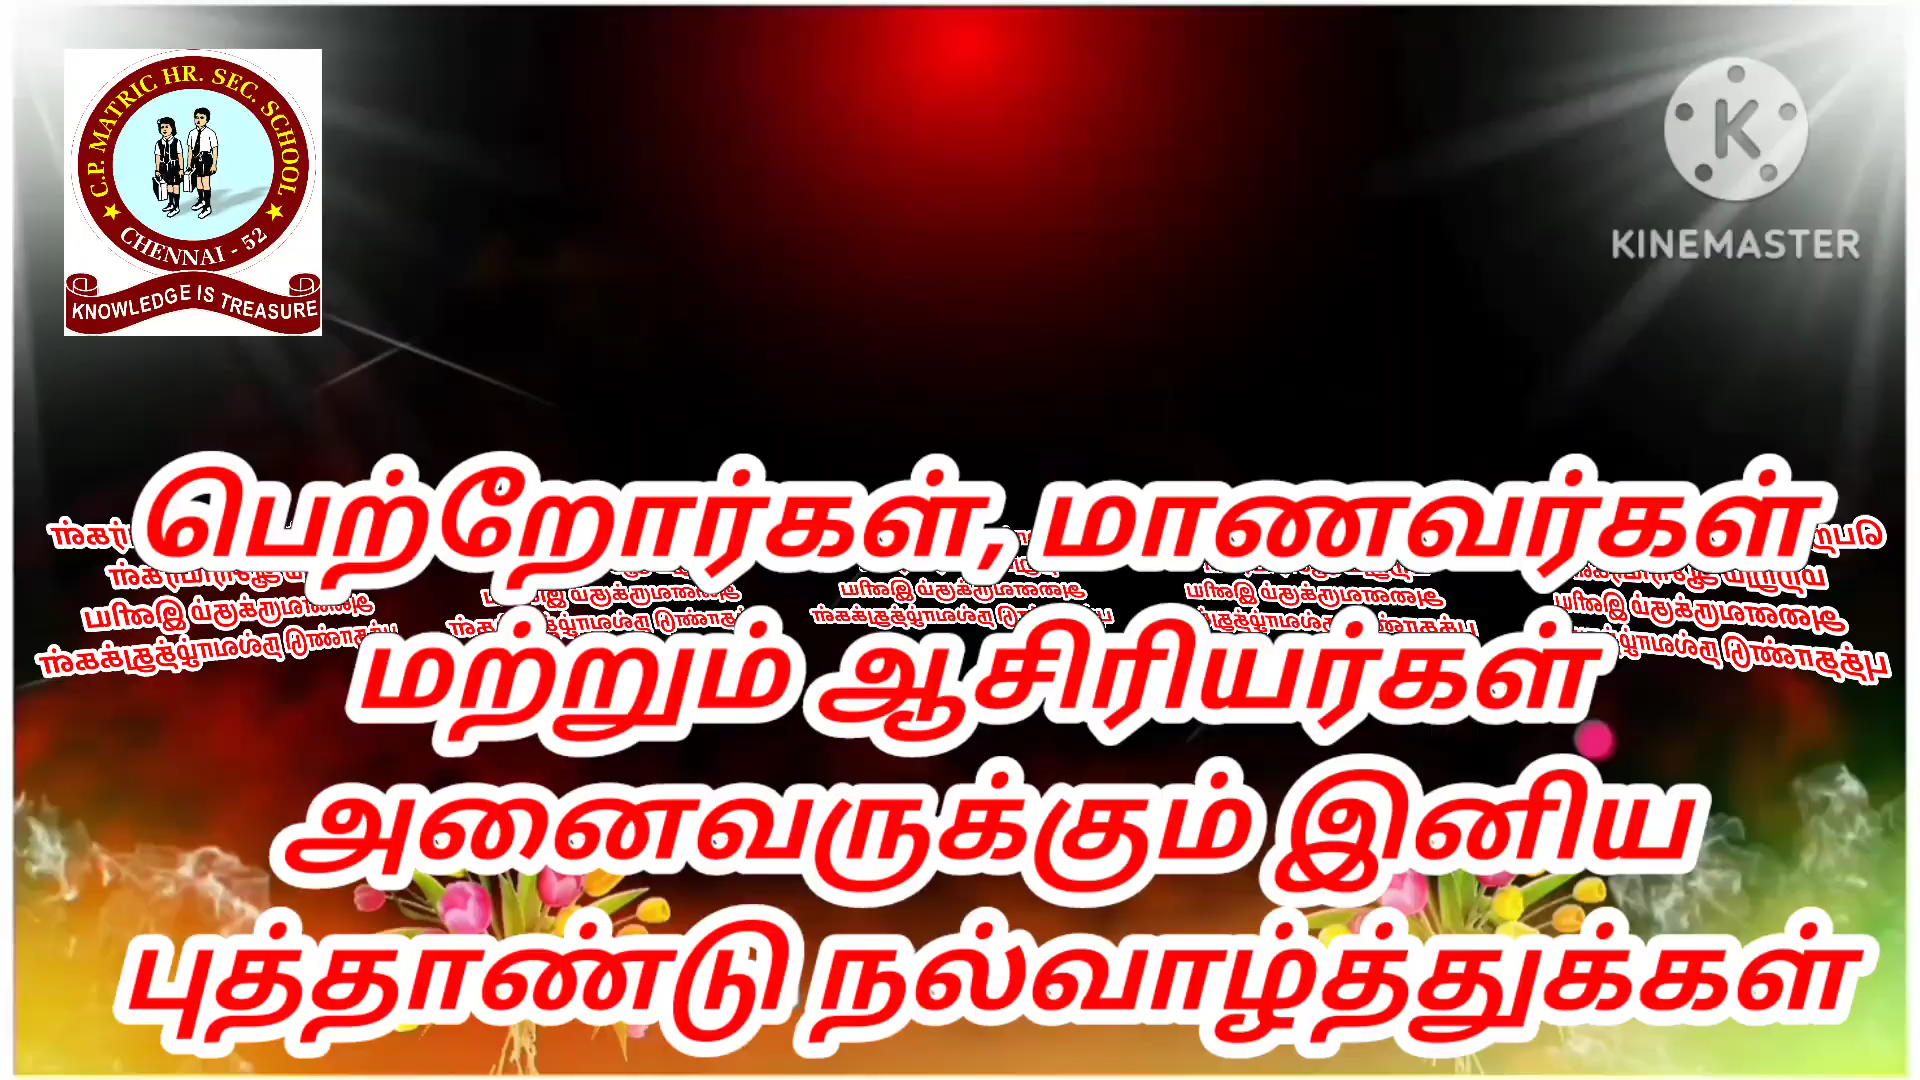 C.P. MATRIC HR. SEC. SCHOOL
CHENNAI - 52
KNOWLEDGE IS TREASURE
KINEMASTER
பெற்றோர்கள், மாணவர்கள்
மற்றும் ஆசிரியர்கள்
அனைவருக்கும் இனிய
புத்தாண்டு நல்வாழ்த்துக்கள்